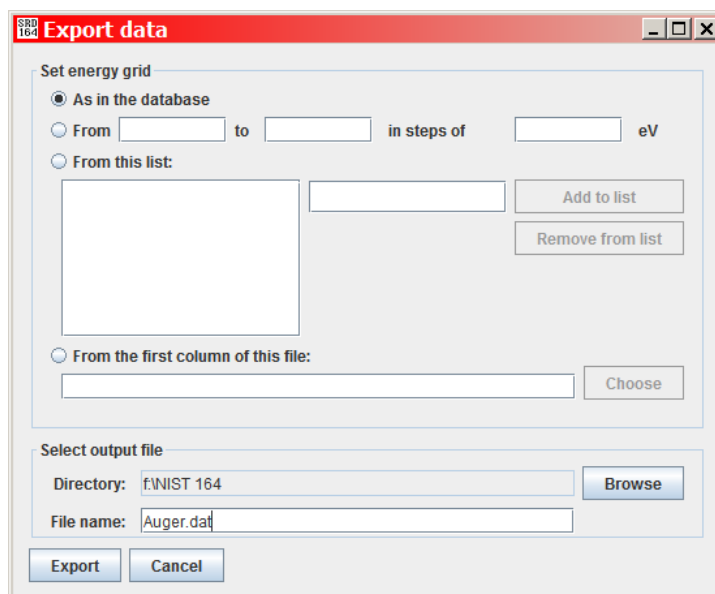 SRD
164
Export data
Set energy grid
As in the database
From to in steps of eV
From this list:
Add to list
Remove from list
From the first column of this file:
Choose
Select output file
Directory: f:\NIST 164 Browse
File name: Auger.dat
Export Cancel